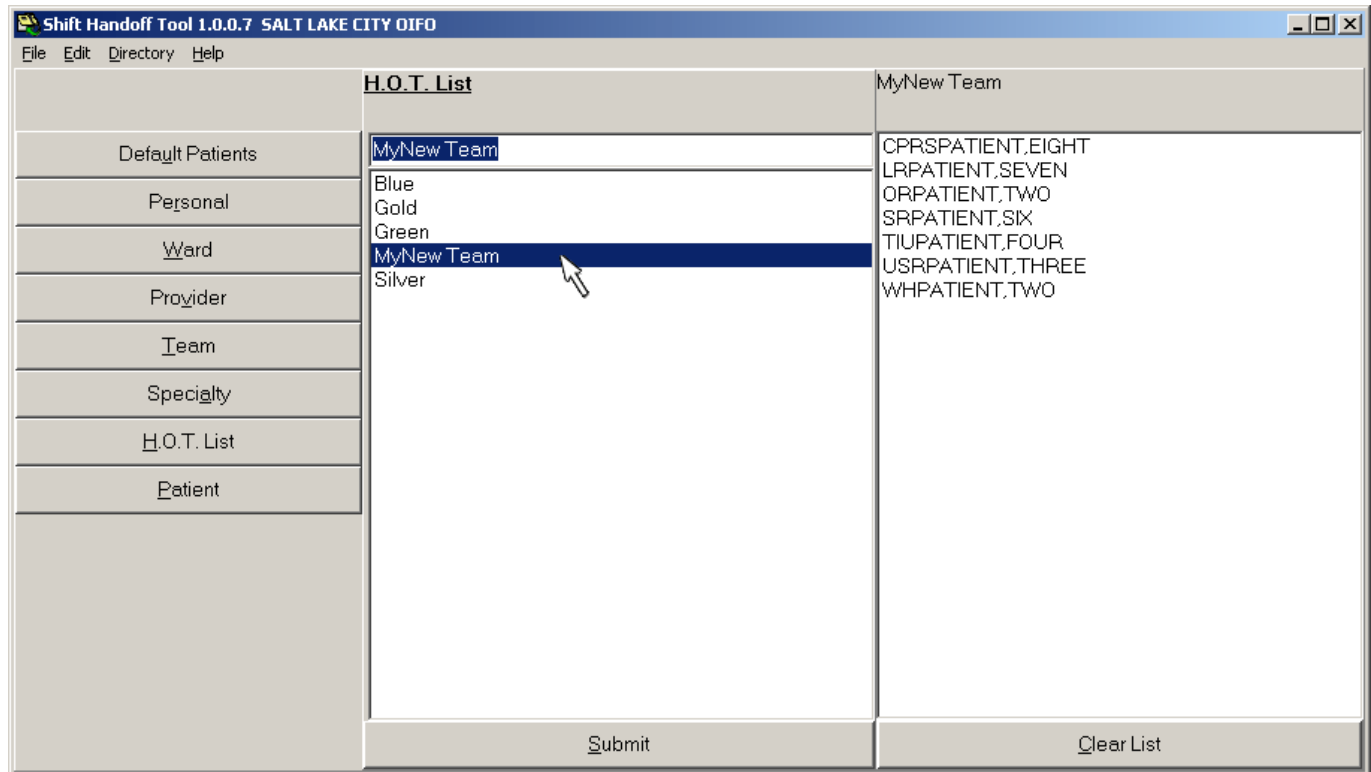 Shift Handoff Tool 1.0.0.7 SALT LAKE CITY OIFO
File Edit Directory Help
H.O.T. List
MyNew Team
Default Patients
Personal
Ward
Provider
Team
Specialty
H.O.T. List
Patient
MyNew Team
Blue
Gold
Green
MyNew Team
Silver
Submit
CPRSPATIENT,EIGHT
LRPATIENT,SEVEN
ORPATIENT,TWO
SRPATIENT,SIX
TIUPATIENT,FOUR
USRPATIENT,THREE
WHPATIENT,TWO
Clear List